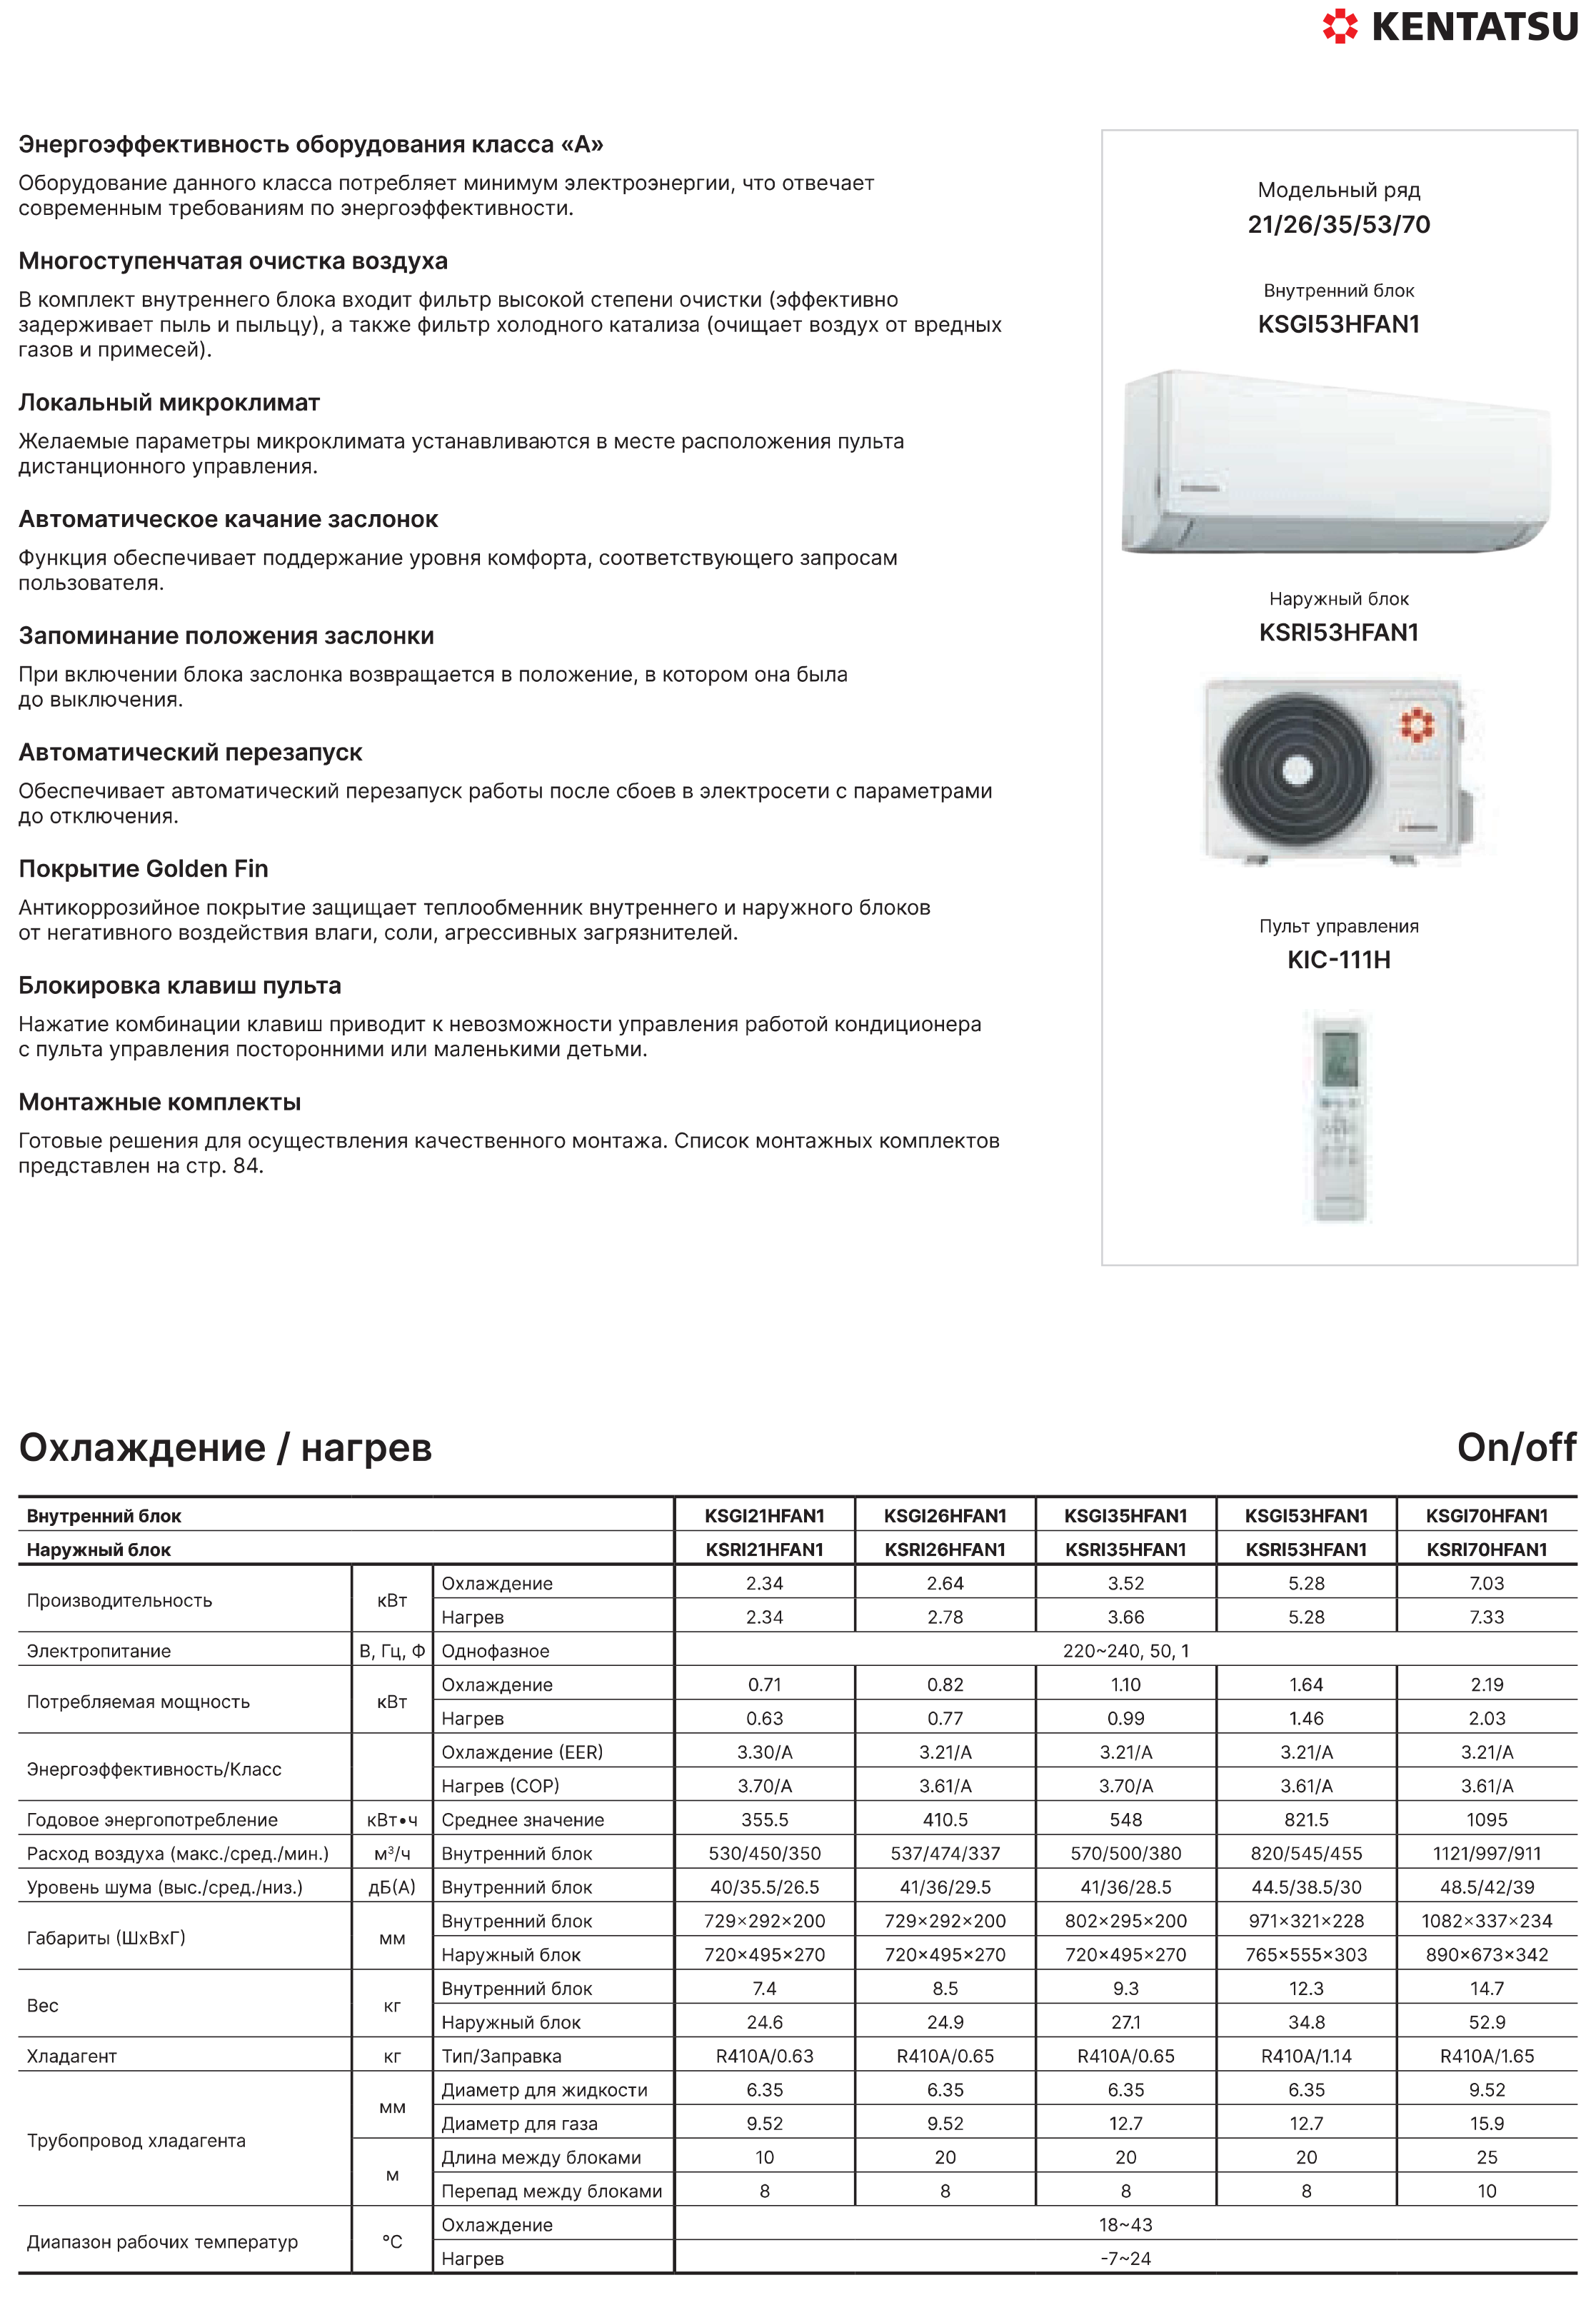 KENTATSU
Энергоэффективность оборудования класса «А»
Оборудование данного класса потребляет минимум электроэнергии, что отвечает
современным требованиям по энергоэффективности.
Многоступенчатая очистка воздуха
В комплект внутреннего блока входит фильтр высокой степени очистки (эффективно
задерживает пыль и пыльцу), а также фильтр холодного катализа (очищает воздух от вредных
газов и примесей).
Локальный микроклимат
Желаемые параметры микроклимата устанавливаются в месте расположения пульта
дистанционного управления.
Автоматическое качание заслонок
Функция обеспечивает поддержание уровня комфорта, соответствующего запросам
пользователя.
Запоминание положения заслонки
При включении блока заслонка возвращается в положение, в котором она была
до выключения.
Автоматический перезапуск
Обеспечивает автоматический перезапуск работы после сбоев в электросети с параметрами
до отключения.
Покрытие Golden Fin
Антикоррозийное покрытие защищает теплообменник внутреннего и наружного блоков
от негативного воздействия влаги, соли, агрессивных загрязнителей.
Блокировка клавиш пульта
Нажатие комбинации клавиш приводит к невозможности управления работой кондиционера
с пульта управления посторонними или маленькими детьми.
Монтажные комплекты
Готовые решения для осуществления качественного монтажа. Список монтажных комплектов
представлен на стр. 84.
Модельный ряд
21/26/35/53/70
Внутренний блок
KSGI53HFAN1
Наружный блок
KSRI53HFAN1
Пульт управления
KIC-111H
Охлаждение / нагрев On/off
Внутренний блок KSGI21HFAN1 KSGI26HFAN1 KSGI35HFAN1 KSGI53HFAN1 KSGI70HFAN1
Наружный блок KSRI21HFAN1 KSRI26HFAN1 KSRI35HFAN1 KSRI53HFAN1 KSRI70HFAN1
Производительность кВт Охлаждение 2.34 2.64 3.52 5.28 7.03
Нагрев 2.34 2.78 3.66 5.28 7.33
Электропитание В, Гц, Ф Однофазное 220~240, 50, 1
Потребляемая мощность кВт Охлаждение 0.71 0.82 1.10 1.64 2.19
Нагрев 0.63 0.77 0.99 1.46 2.03
Энергоэффективность/Класс Охлаждение (EER) 3.30/A 3.21/A 3.21/A 3.21/A 3.21/A
Нагрев (COP) 3.70/A 3.61/A 3.70/A 3.61/A 3.61/A
Годовое энергопотребление кВт•ч Среднее значение 355.5 410.5 548 821.5 1095
Расход воздуха (макс./сред./мин.) м³/ч Внутренний блок 530/450/350 537/474/337 570/500/380 820/545/455 1121/997/911
Уровень шума (выс./сред./низ.) дБ(А) Внутренний блок 40/35.5/26.5 41/36/29.5 41/36/28.5 44.5/38.5/30 48.5/42/39
Габариты (ШxВxГ) мм Внутренний блок 729×292×200 729×292×200 802×295×200 971×321×228 1082×337×234
Наружный блок 720×495×270 720×495×270 720×495×270 765×555×303 890×673×342
Вес кг Внутренний блок 7.4 8.5 9.3 12.3 14.7
Наружный блок 24.6 24.9 27.1 34.8 52.9
Хладагент кг Тип/Заправка R410A/0.63 R410A/0.65 R410A/0.65 R410A/1.14 R410A/1.65
Трубопровод хладагента мм Диаметр для жидкости 6.35 6.35 6.35 6.35 9.52
Диаметр для газа 9.52 9.52 12.7 12.7 15.9
м Длина между блоками 10 20 20 20 25
Перепад между блоками 8 8 8 8 10
Диапазон рабочих температур °C Охлаждение 18~43
Нагрев -7~24